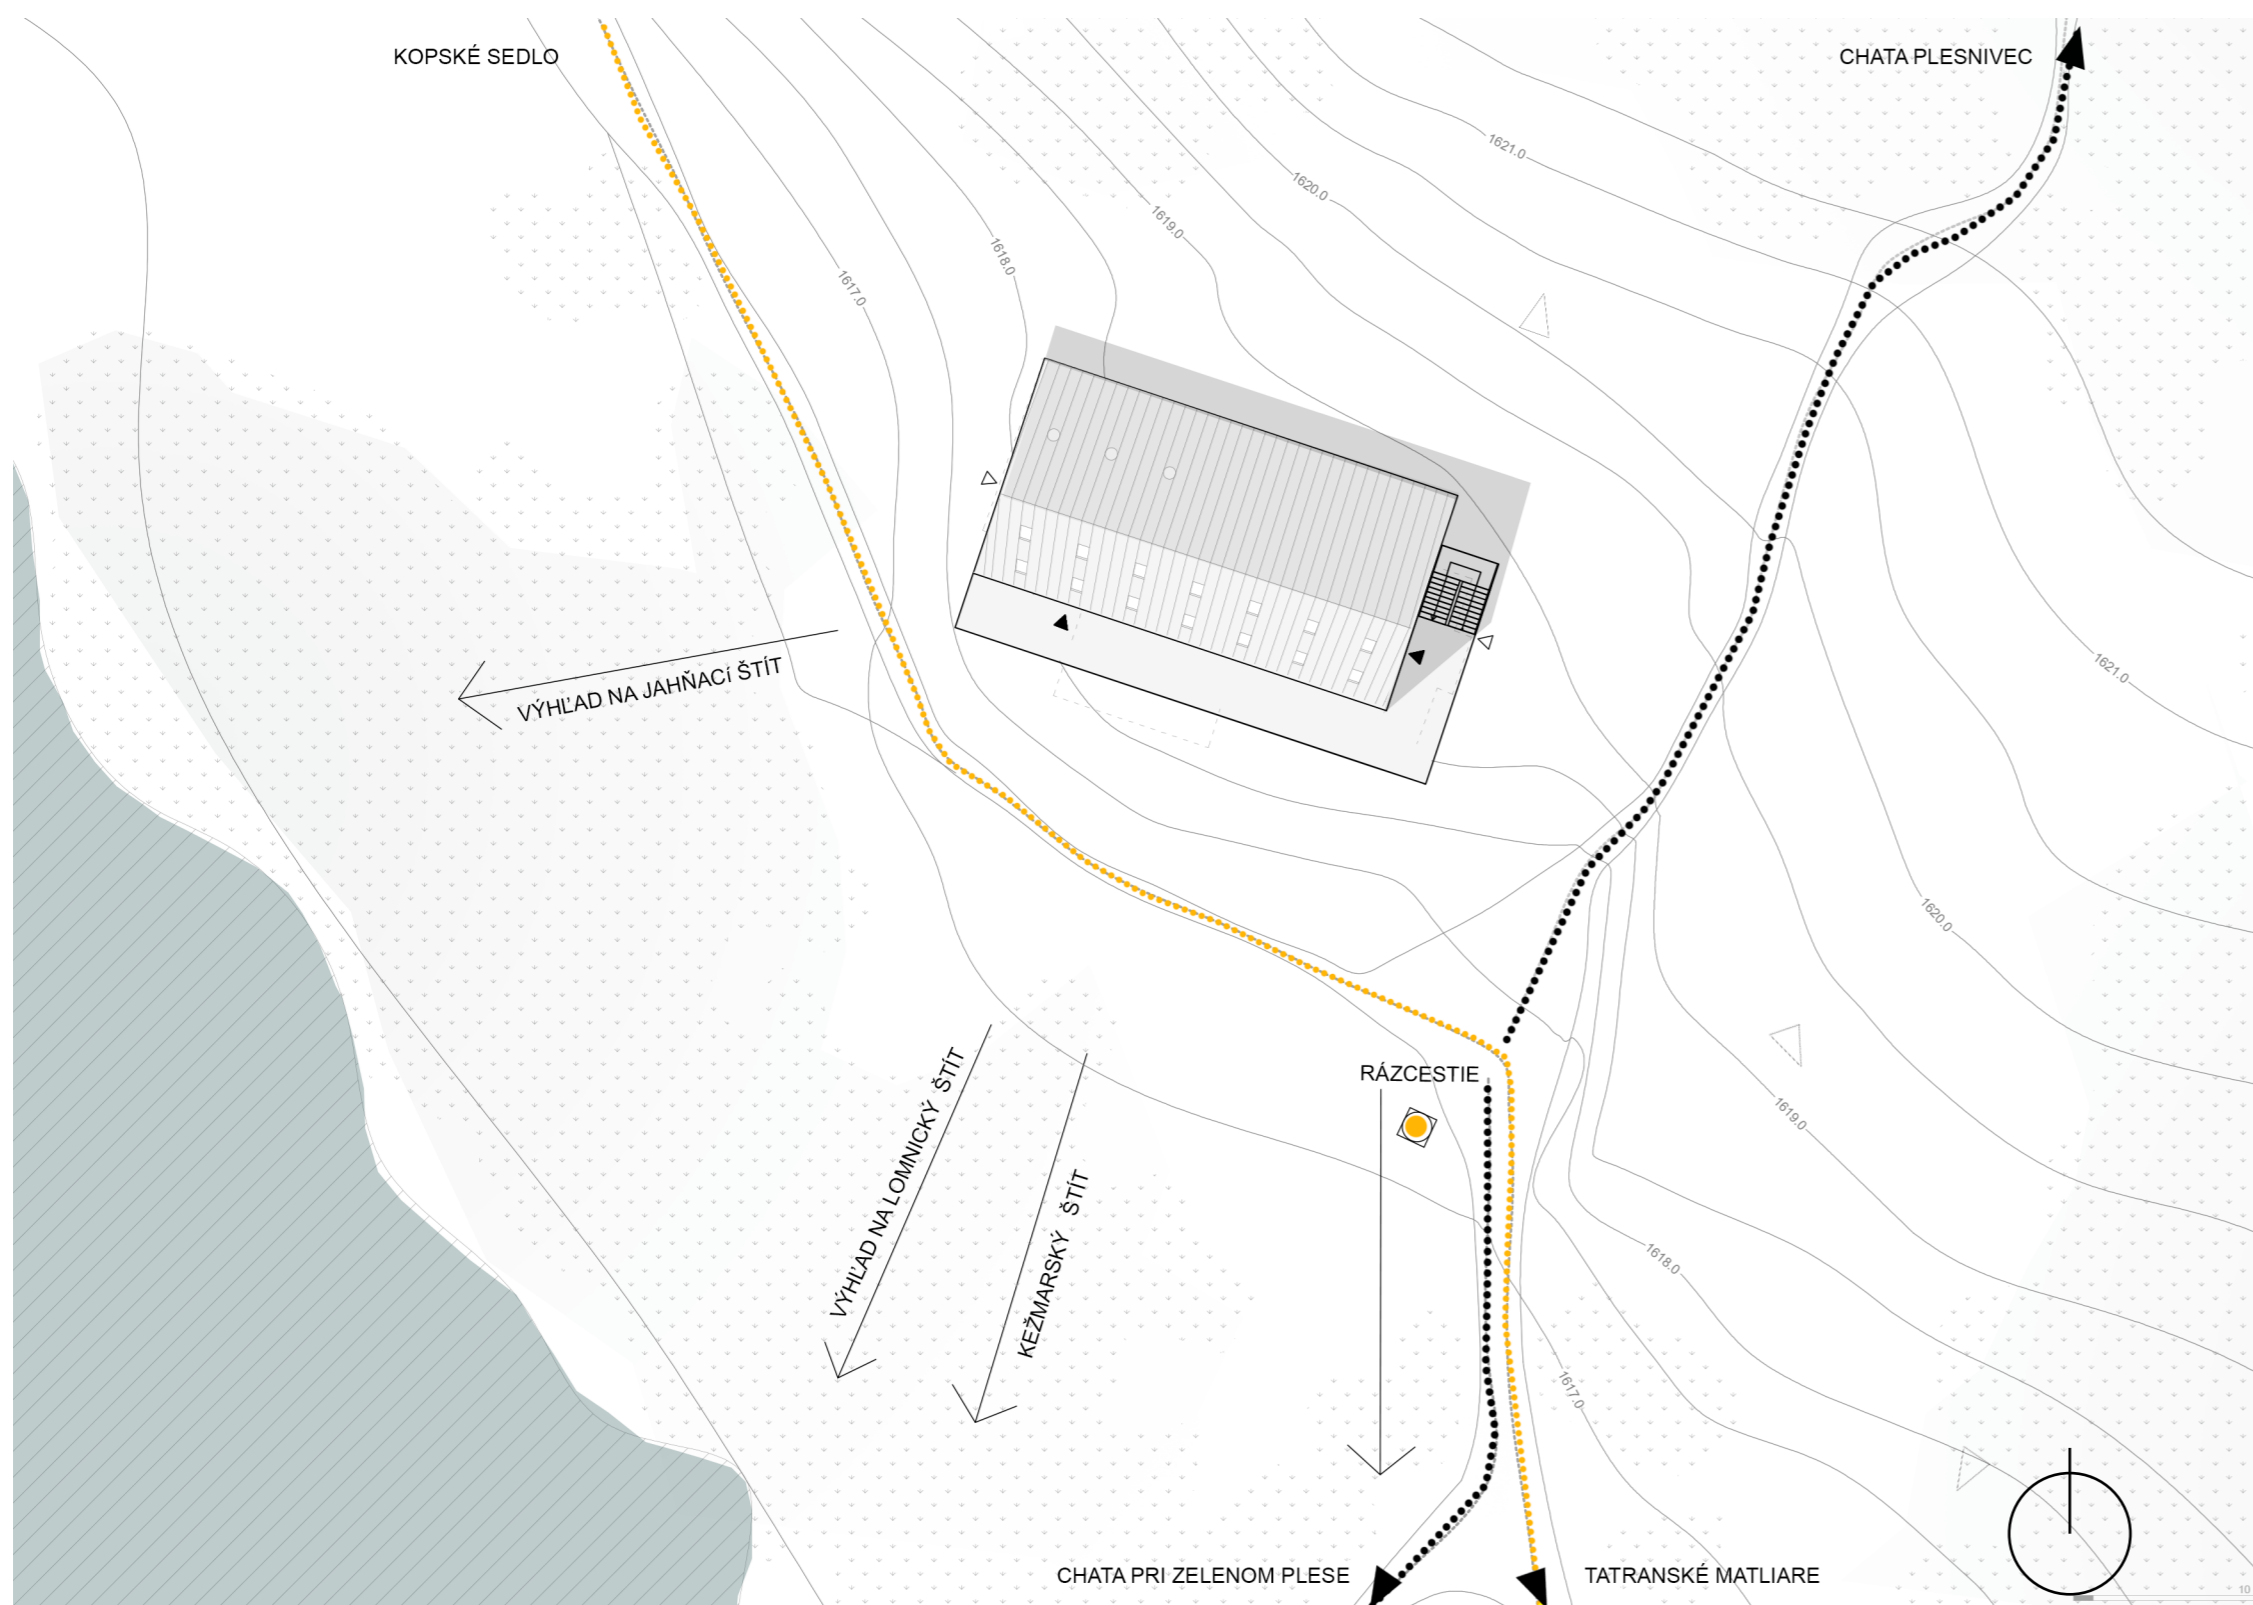 KOPSKÉ SEDLO
CHATA PLESNIVEC
1621.0
1620.0
1619.0
1618.0
1617.0
VÝHĽAD NA JAHŇACí ŠTÍT
1621.0
1620.0
RÁZCESTIE
VÝHĽAD NA LOMNICKÝ ŠTÍT
KEŽMARSKÝ ŠTÍT
1619.0
1618.0
1617.0
CHATA PRI ZELENOM PLESE
TATRANSKÉ MATLIARE
10